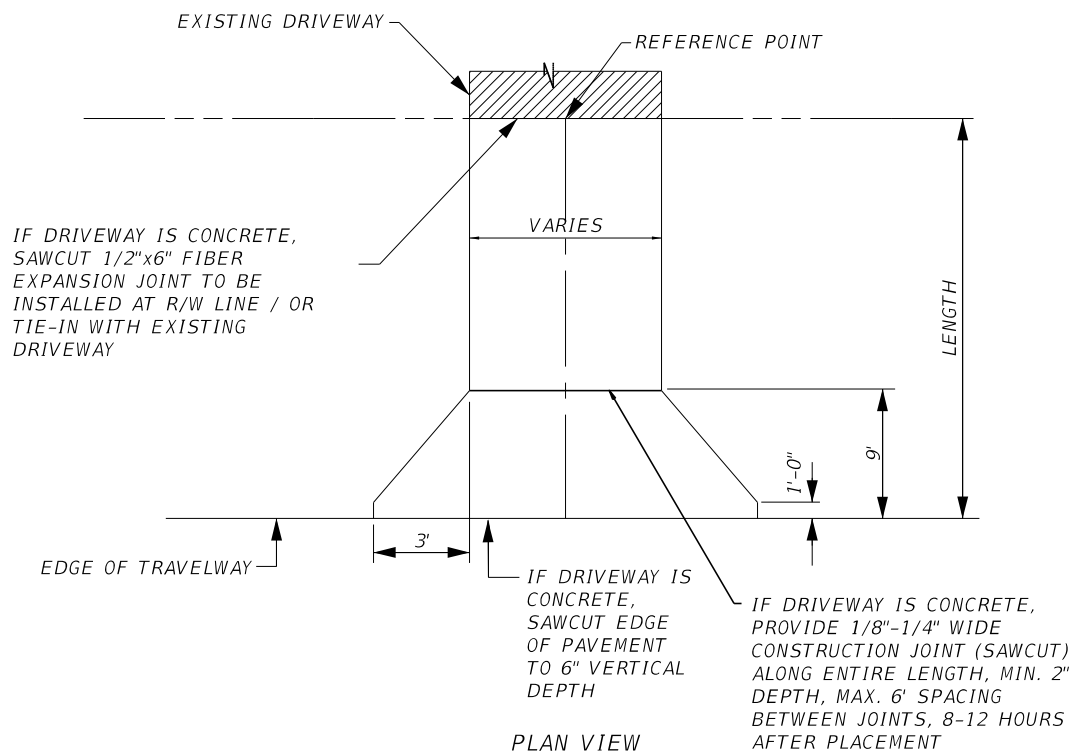 EXISTING DRIVEWAY
REFERENCE POINT
IF DRIVEWAY IS CONCRETE,
SAWCUT 1/2"x6" FIBER
EXPANSION JOINT TO BE
INSTALLED AT R/W LINE / OR
TIE-IN WITH EXISTING
DRIVEWAY
VARIES
LENGTH
9'
1'-0"
3'
EDGE OF TRAVELWAY
IF DRIVEWAY IS
CONCRETE,
SAWCUT EDGE
OF PAVEMENT
TO 6" VERTICAL
DEPTH
IF DRIVEWAY IS CONCRETE,
PROVIDE 1/8"-1/4" WIDE
CONSTRUCTION JOINT (SAWCUT)
ALONG ENTIRE LENGTH, MIN. 2"
DEPTH, MAX. 6' SPACING
BETWEEN JOINTS, 8-12 HOURS
AFTER PLACEMENT
PLAN VIEW